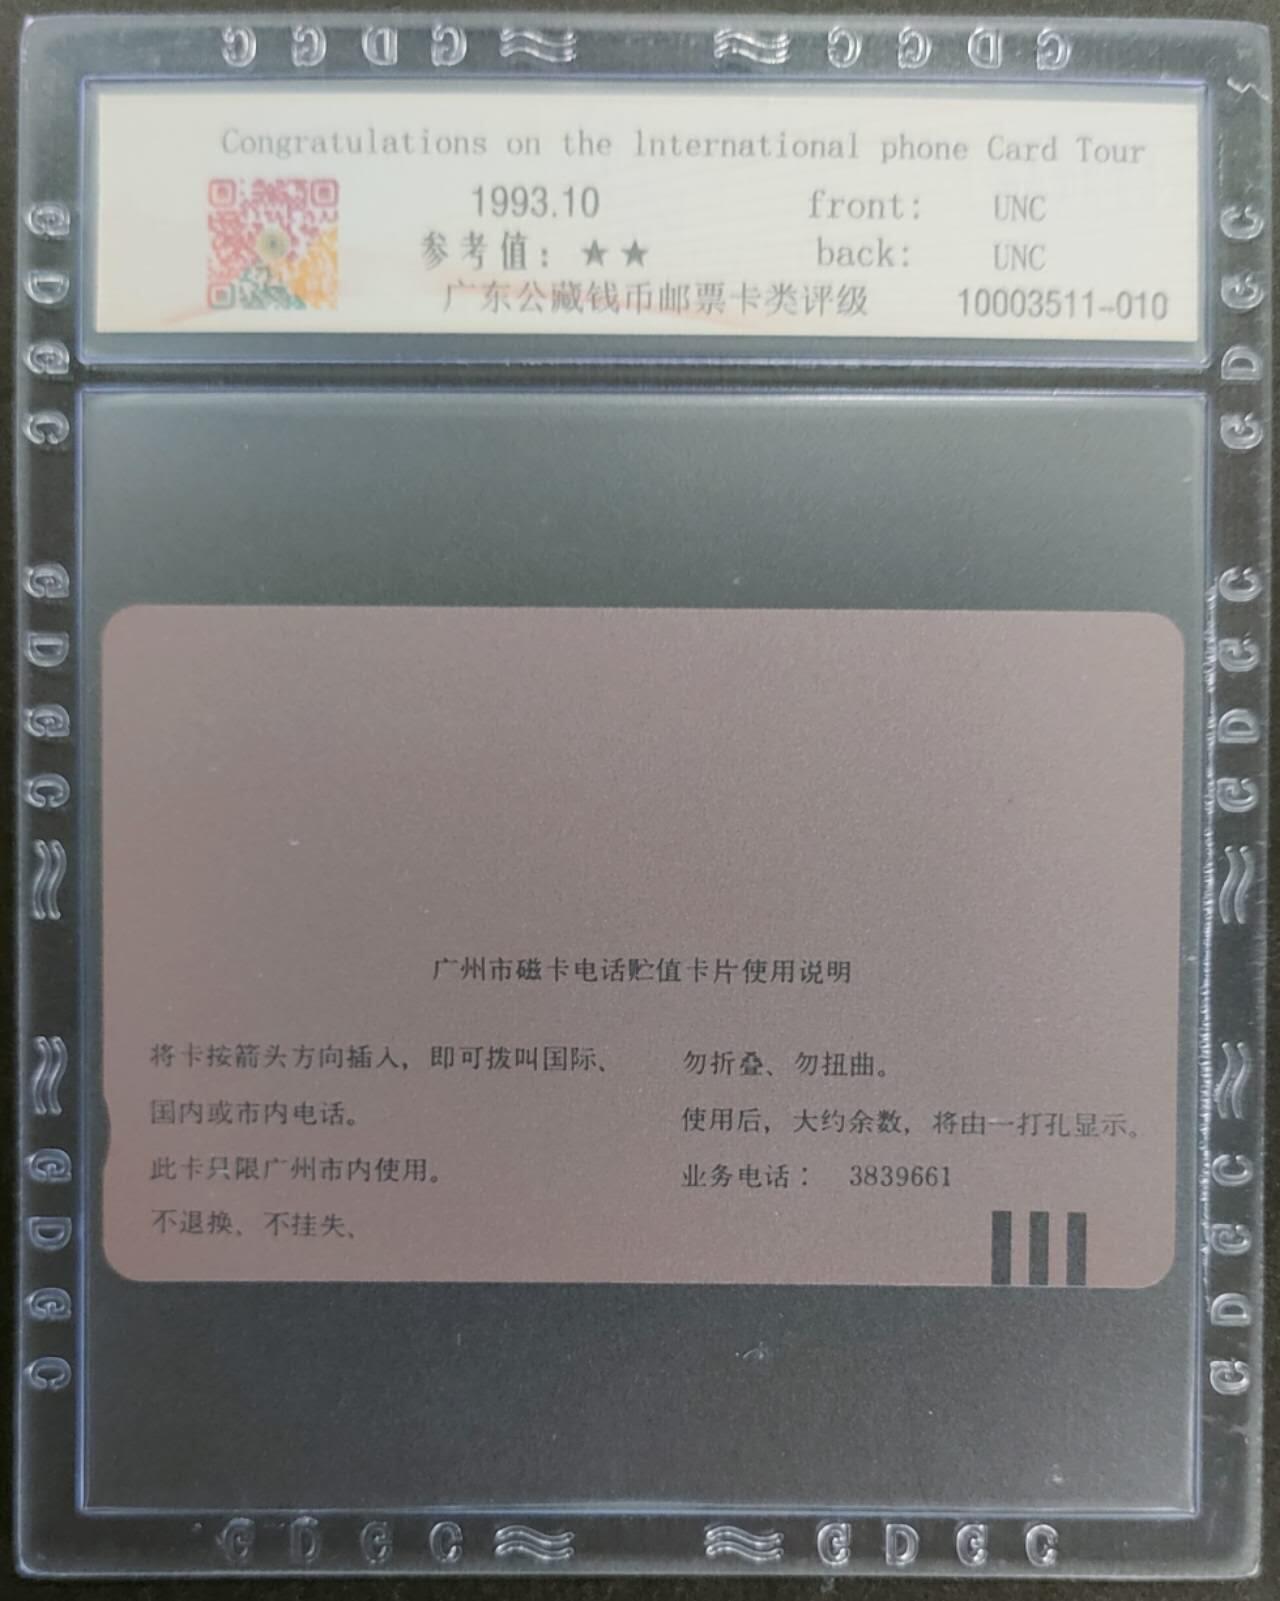 G D G C G D G C
Congratulations on the lnternational phone Card Tour
1993.10 front: UNC
参考值：★★ back: UNC
广东公藏钱币邮票卡类评级 10003511-010
广州市磁卡电话贮值卡片使用说明
将卡按箭头方向插入，即可拨叫国际、
国内或市内电话。
此卡只限广州市内使用。
不退换、不挂失、
勿折叠、勿扭曲。
使用后，大约余数，将由一打孔显示。
业务电话： 3839661
G D G C G D G C